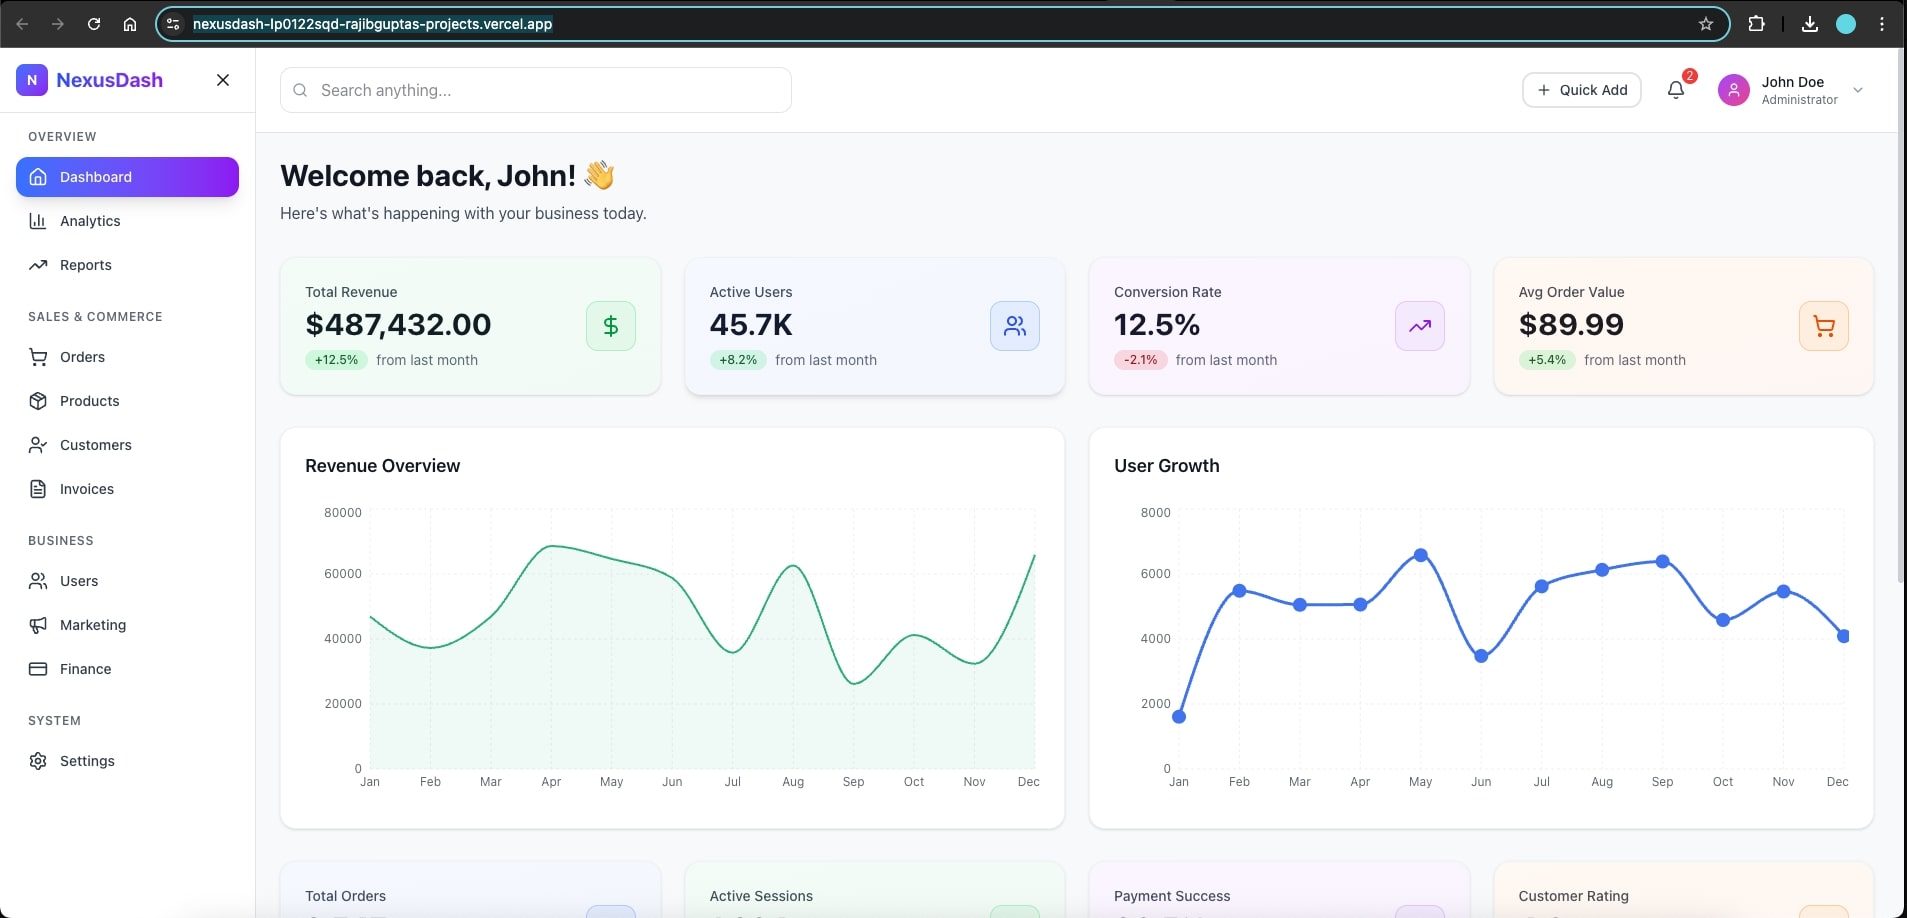 nexusdash-lp0122sqd-rajibguptas-projects.vercel.app
N NexusDash
Search anything...
Quick Add
2
John Doe
Administrator
OVERVIEW
Dashboard
Analytics
Reports
SALES & COMMERCE
Orders
Products
Customers
Invoices
BUSINESS
Users
Marketing
Finance
SYSTEM
Settings
Welcome back, John! 👋
Here's what's happening with your business today.
Total Revenue
$487,432.00
+12.5% from last month
Active Users
45.7K
+8.2% from last month
Conversion Rate
12.5%
-2.1% from last month
Avg Order Value
$89.99
+5.4% from last month
Revenue Overview
80000
60000
40000
20000
0
Jan Feb Mar Apr May Jun Jul Aug Sep Oct Nov Dec
User Growth
8000
6000
4000
2000
0
Jan Feb Mar Apr May Jun Jul Aug Sep Oct Nov Dec
Total Orders
Active Sessions
Payment Success
Customer Rating